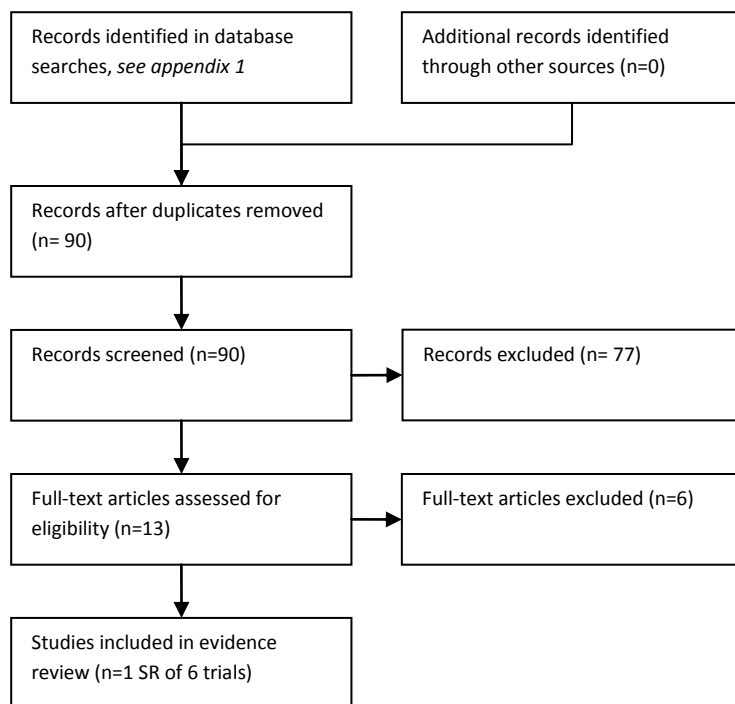 Records identified in database
searches, see appendix 1
Additional records identified
through other sources (n=0)
Records after duplicates removed
(n= 90)
Records screened (n=90)
Records excluded (n= 77)
Full-text articles assessed for
eligibility (n=13)
Full-text articles excluded (n=6)
Studies included in evidence
review (n=1 SR of 6 trials)